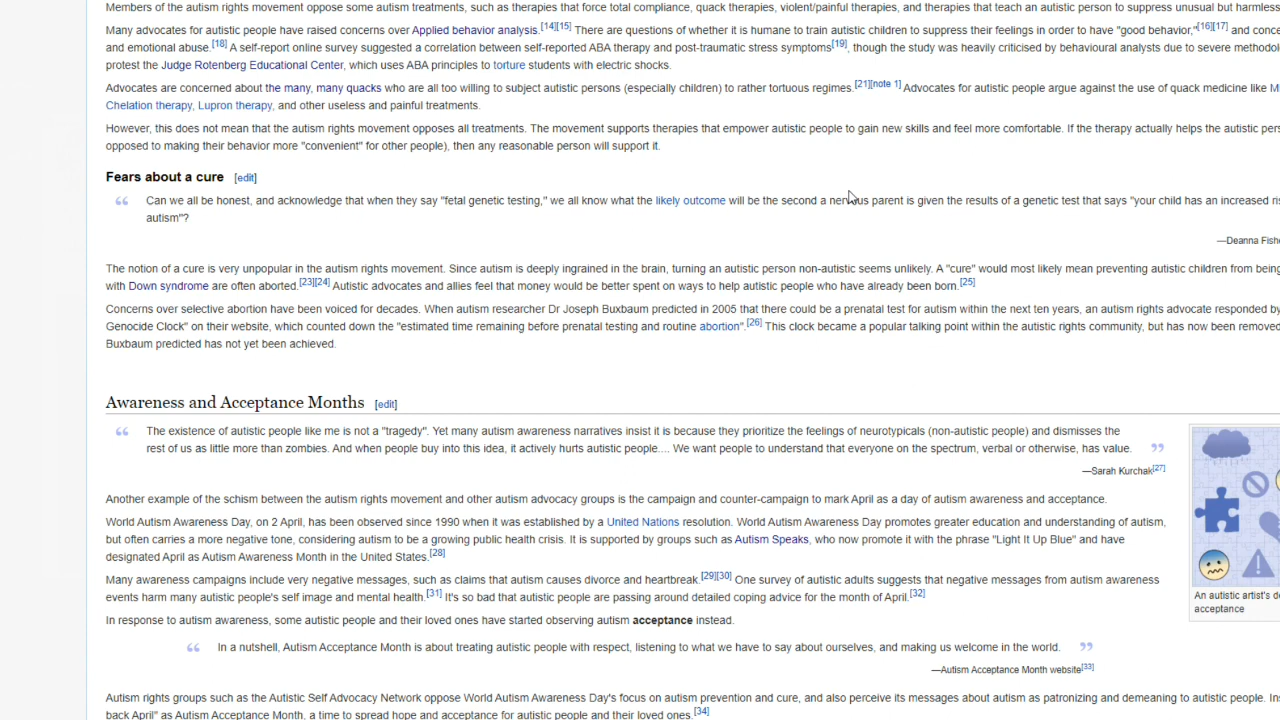 Members of the autism rights movement oppose some autism treatments, such as therapies that force total compliance, quack therapies, violent/painful therapies, and therapies that teach an autistic person to suppress unusual but harmless
Many advocates for autistic people have raised concerns over Applied behavior analysis.[14][15] There are questions of whether it is humane to train autistic children to suppress their feelings in order to have "good behavior,"[16][17] and conce
and emotional abuse.[18] A self-report online survey suggested a correlation between self-reported ABA therapy and post-traumatic stress symptoms[19], though the study was heavily criticised by behavioural analysts due to severe methodolo
protest the Judge Rotenberg Educational Center, which uses ABA principles to torture students with electric shocks.
Advocates are concerned about the many, many quacks who are all too willing to subject autistic persons (especially children) to rather tortuous regimes.[21][note 1] Advocates for autistic people argue against the use of quack medicine like M
Chelation therapy, Lupron therapy, and other useless and painful treatments.
However, this does not mean that the autism rights movement opposes all treatments. The movement supports therapies that empower autistic people to gain new skills and feel more comfortable. If the therapy actually helps the autistic pers
opposed to making their behavior more "convenient" for other people), then any reasonable person will support it.
Fears about a cure [edit]
“ Can we all be honest, and acknowledge that when they say "fetal genetic testing," we all know what the likely outcome will be the second a nervous parent is given the results of a genetic test that says "your child has an increased ris
autism"?
—Deanna Fishe
The notion of a cure is very unpopular in the autism rights movement. Since autism is deeply ingrained in the brain, turning an autistic person non-autistic seems unlikely. A "cure" would most likely mean preventing autistic children from being
with Down syndrome are often aborted.[23][24] Autistic advocates and allies feel that money would be better spent on ways to help autistic people who have already been born.[25]
Concerns over selective abortion have been voiced for decades. When autism researcher Dr Joseph Buxbaum predicted in 2005 that there could be a prenatal test for autism within the next ten years, an autism rights advocate responded by
Genocide Clock" on their website, which counted down the "estimated time remaining before prenatal testing and routine abortion".[26] This clock became a popular talking point within the autistic rights community, but has now been removed
Buxbaum predicted has not yet been achieved.
Awareness and Acceptance Months [edit]
“ The existence of autistic people like me is not a "tragedy". Yet many autism awareness narratives insist it is because they prioritize the feelings of neurotypicals (non-autistic people) and dismisses the
rest of us as little more than zombies. And when people buy into this idea, it actively hurts autistic people.... We want people to understand that everyone on the spectrum, verbal or otherwise, has value. ”
—Sarah Kurchak[27]
Another example of the schism between the autism rights movement and other autism advocacy groups is the campaign and counter-campaign to mark April as a day of autism awareness and acceptance.
World Autism Awareness Day, on 2 April, has been observed since 1990 when it was established by a United Nations resolution. World Autism Awareness Day promotes greater education and understanding of autism,
but often carries a more negative tone, considering autism to be a growing public health crisis. It is supported by groups such as Autism Speaks, who now promote it with the phrase "Light It Up Blue" and have
designated April as Autism Awareness Month in the United States.[28]
Many awareness campaigns include very negative messages, such as claims that autism causes divorce and heartbreak.[29][30] One survey of autistic adults suggests that negative messages from autism awareness
events harm many autistic people's self image and mental health.[31] It's so bad that autistic people are passing around detailed coping advice for the month of April.[32]
An autistic artist's de
acceptance
In response to autism awareness, some autistic people and their loved ones have started observing autism acceptance instead.
“ In a nutshell, Autism Acceptance Month is about treating autistic people with respect, listening to what we have to say about ourselves, and making us welcome in the world. ”
—Autism Acceptance Month website[33]
Autism rights groups such as the Autistic Self Advocacy Network oppose World Autism Awareness Day's focus on autism prevention and cure, and also perceive its messages about autism as patronizing and demeaning to autistic people. Ins
back April" as Autism Acceptance Month, a time to spread hope and acceptance for autistic people and their loved ones.[34]